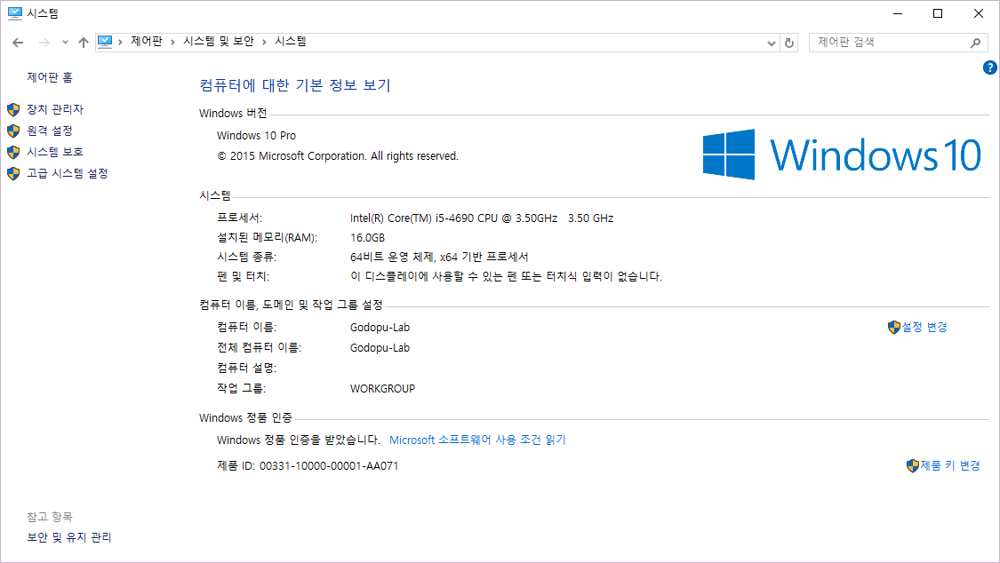 시스템
제어판 시스템 및 보안 시스템
제어판 검색
제어판 홈
장치 관리자
원격 설정
시스템 보호
고급 시스템 설정
컴퓨터에 대한 기본 정보 보기
Windows 버전
Windows 10 Pro
© 2015 Microsoft Corporation. All rights reserved.
Windows 10
시스템
프로세서: Intel(R) Core(TM) i5-4690 CPU @ 3.50GHz 3.50 GHz
설치된 메모리(RAM): 16.0GB
시스템 종류: 64비트 운영 체제, x64 기반 프로세서
펜 및 터치: 이 디스플레이에 사용할 수 있는 펜 또는 터치식 입력이 없습니다.
컴퓨터 이름, 도메인 및 작업 그룹 설정
컴퓨터 이름: Godopu-Lab 설정 변경
전체 컴퓨터 이름: Godopu-Lab
컴퓨터 설명:
작업 그룹: WORKGROUP
Windows 정품 인증
Windows 정품 인증을 받았습니다. Microsoft 소프트웨어 사용 조건 읽기
제품 ID: 00331-10000-00001-AA071 제품 키 변경
참고 항목
보안 및 유지 관리